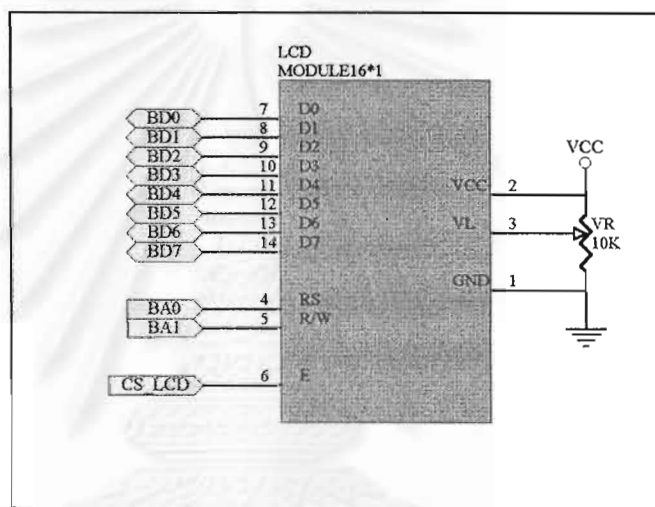 LCD
MODULE16*1
BD0 7 D0
BD1 8 D1
BD2 9 D2
BD3 10 D3
BD4 11 D4
BD5 12 D5
BD6 13 D6
BD7 14 D7
BA0 4 RS
BA1 5 R/W
CS_LCD 6 E
VCC
VCC 2
VL 3
VR
10K
GND 1